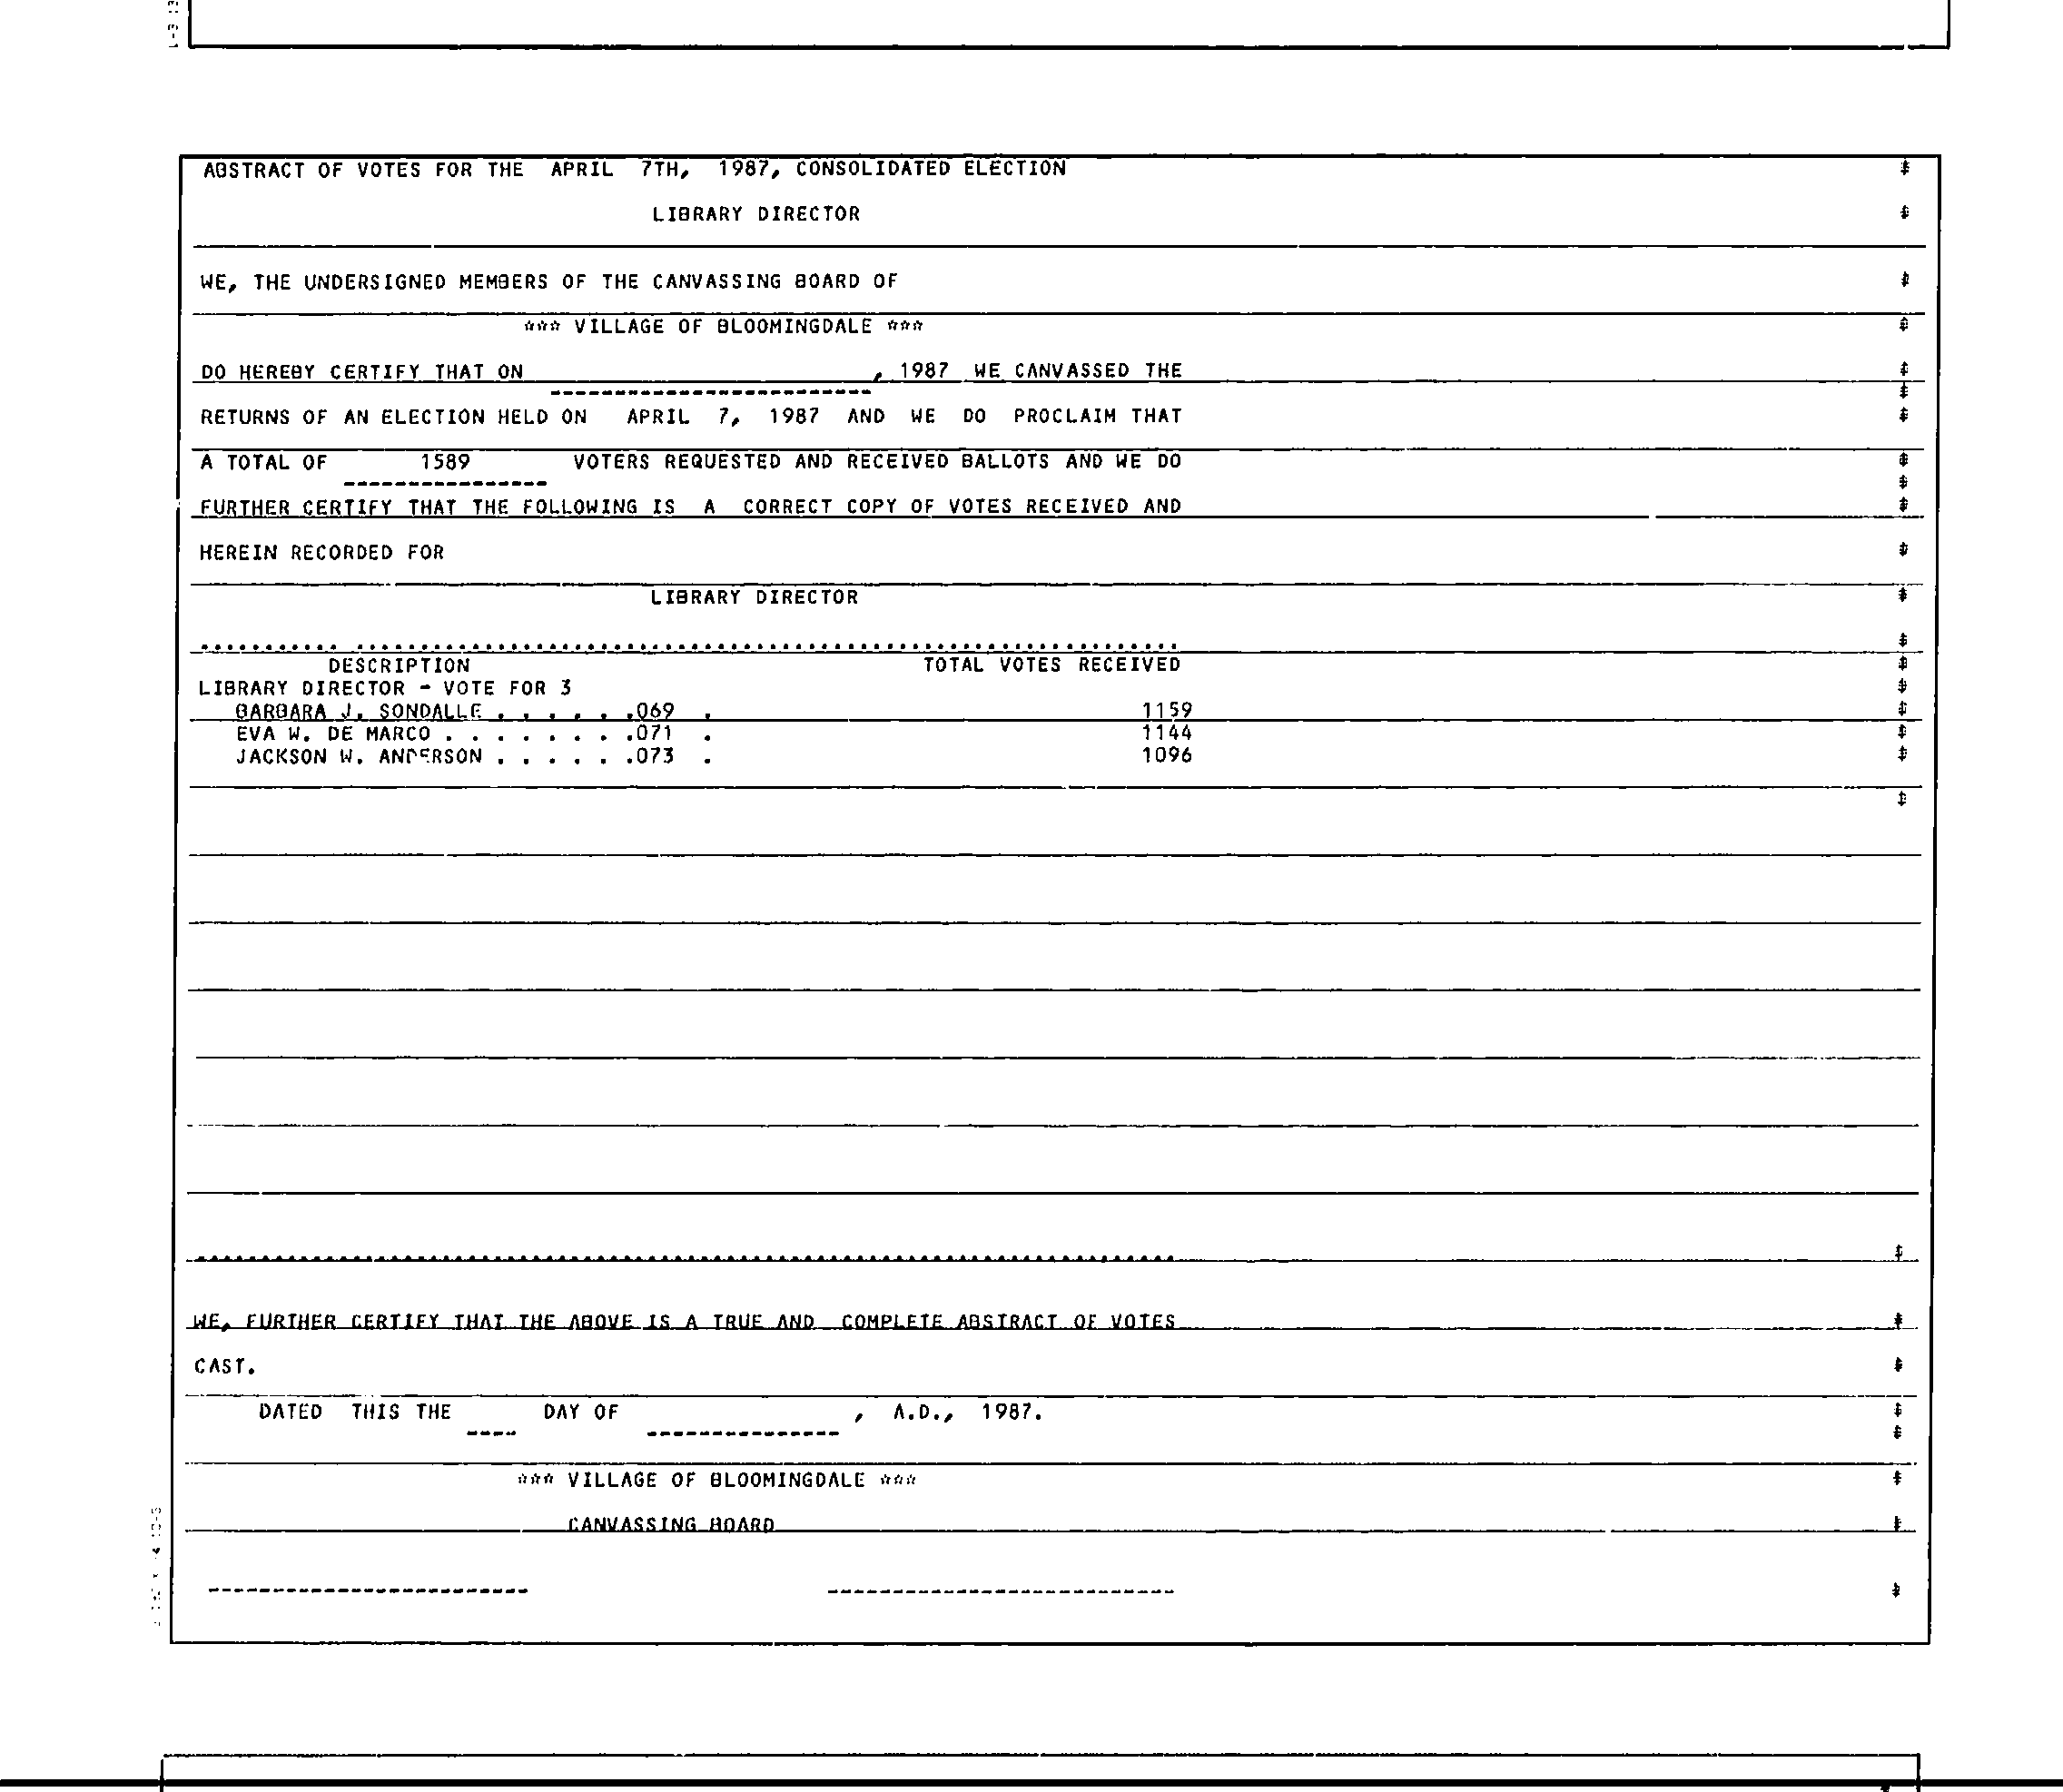 ABSTRACT OF VOTES FOR THE APRIL 7TH, 1987, CONSOLIDATED ELECTION
LIBRARY DIRECTOR
WE, THE UNDERSIGNED MEMBERS OF THE CANVASSING BOARD OF
*** VILLAGE OF BLOOMINGDALE ***
DO HEREBY CERTIFY THAT ON , 1987 WE CANVASSED THE
RETURNS OF AN ELECTION HELD ON APRIL 7, 1987 AND WE DO PROCLAIM THAT
A TOTAL OF 1589 VOTERS REQUESTED AND RECEIVED BALLOTS AND WE DO
FURTHER CERTIFY THAT THE FOLLOWING IS A CORRECT COPY OF VOTES RECEIVED AND
HEREIN RECORDED FOR
LIBRARY DIRECTOR
DESCRIPTION TOTAL VOTES RECEIVED
LIBRARY DIRECTOR - VOTE FOR 3
BARBARA J. SONDALLE . . . . . .069 . 1159
EVA W. DE MARCO . . . . . . . .071 . 1144
JACKSON W. ANDERSON . . . . . .073 . 1096
WE, FURTHER CERTIFY THAT THE ABOVE IS A TRUE AND COMPLETE ABSTRACT OF VOTES
CAST.
DATED THIS THE ---- DAY OF --------------- , A.D., 1987.
*** VILLAGE OF BLOOMINGDALE ***
CANVASSING BOARD